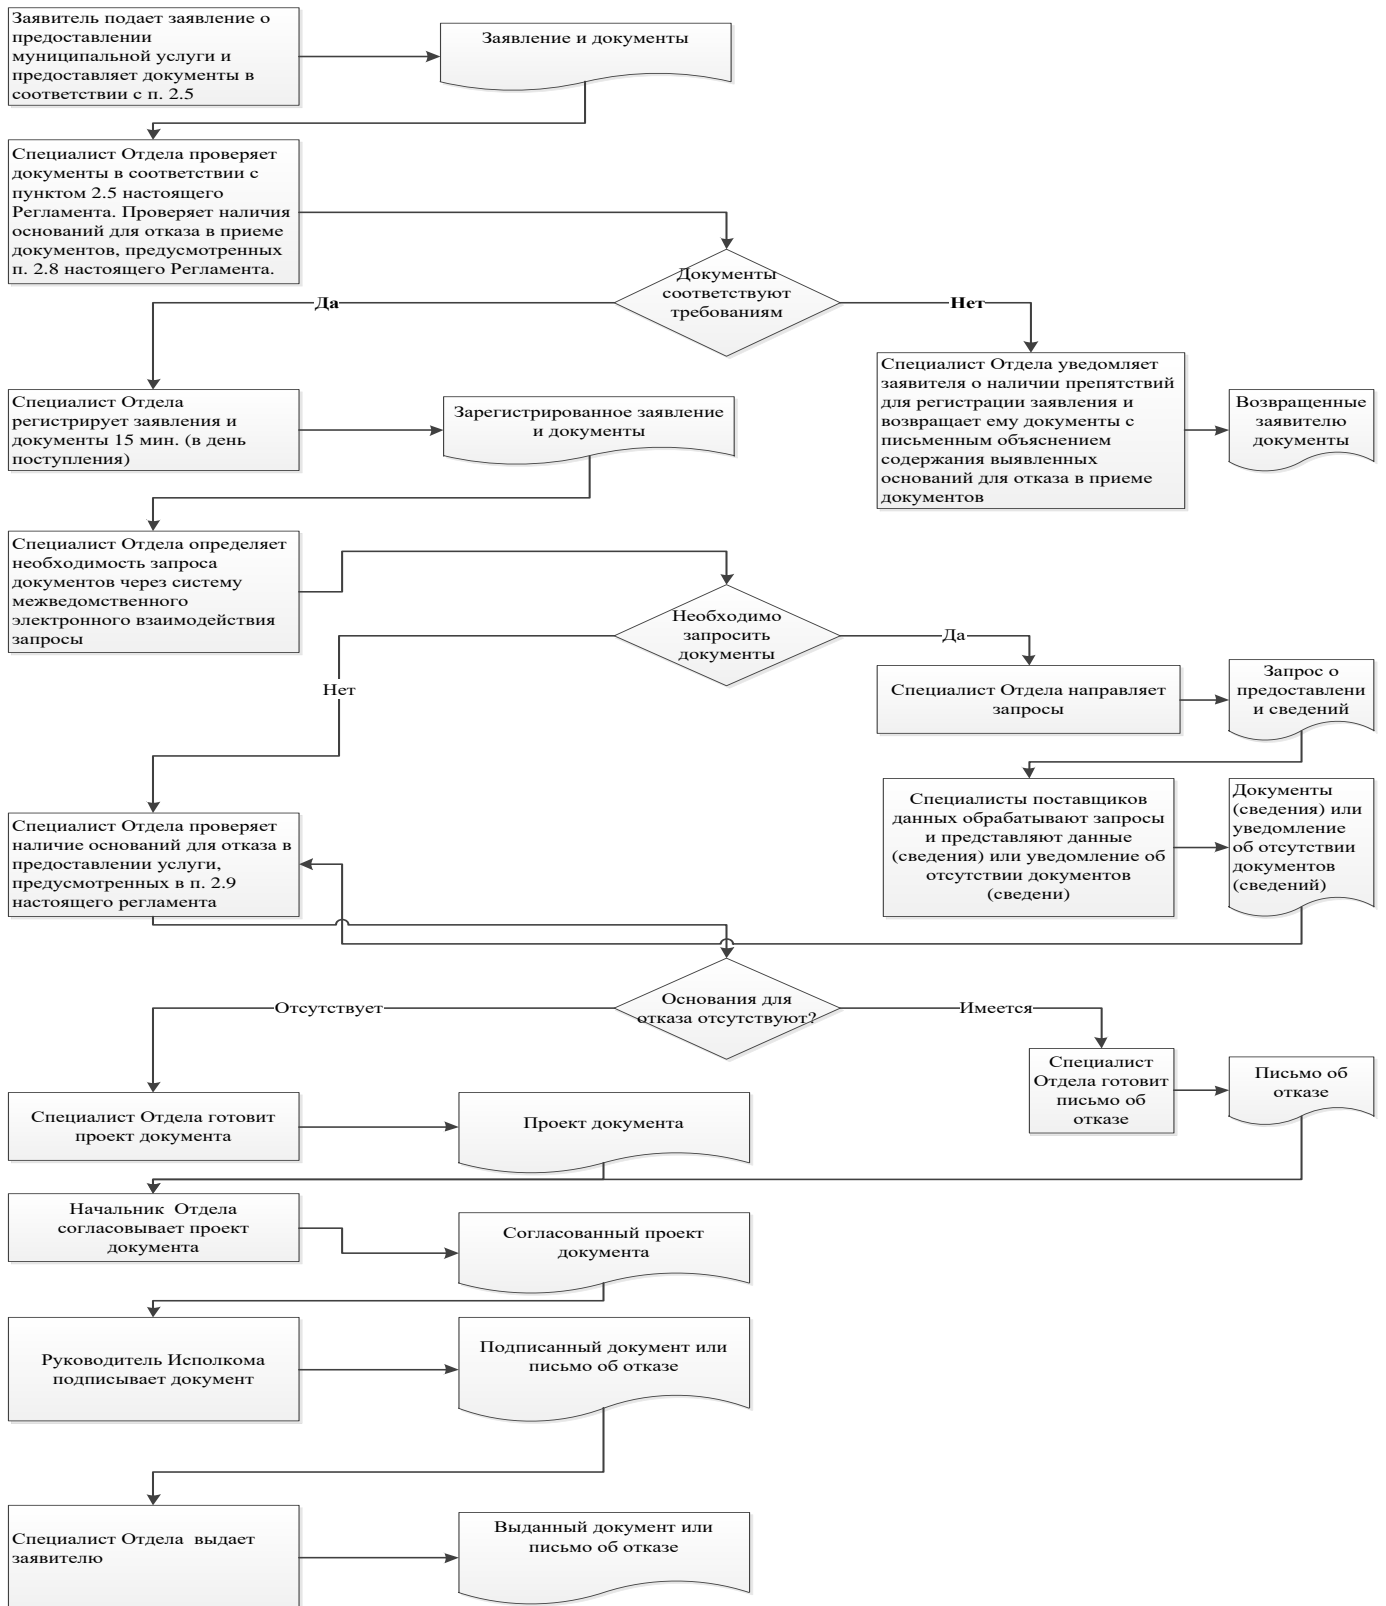 Заявитель подает заявление о
предоставлении
муниципальной услуги и
предоставляет документы в
соответствии с п. 2.5
Заявление и документы
Специалист Отдела проверяет
документы в соответствии с
пунктом 2.5 настоящего
Регламента. Проверяет наличия
оснований для отказа в приеме
документов, предусмотренных
п. 2.8 настоящего Регламента.
Документы
соответствуют
требованиям
Да
Нет
Специалист Отдела
регистрирует заявления и
документы 15 мин. (в день
поступления)
Зарегистрированное заявление
и документы
Специалист Отдела уведомляет
заявителя о наличии препятствий
для регистрации заявления и
возвращает ему документы с
письменным объяснением
содержания выявленных
оснований для отказа в приеме
документов
Возвращенные
заявителю
документы
Специалист Отдела определяет
необходимость запроса
документов через систему
межведомственного
электронного взаимодействия
запросы
Необходимо
запросить
документы
Да
Нет
Специалист Отдела направляет
запросы
Запрос о
предоставлени
и сведений
Специалисты поставщиков
данных обрабатывают запросы
и представляют данные
(сведения) или уведомление об
отсутствии документов
(сведени)
Документы
(сведения) или
уведомление
об отсутствии
документов
(сведений)
Специалист Отдела проверяет
наличие оснований для отказа в
предоставлении услуги,
предусмотренных в п. 2.9
настоящего регламента
Основания для
отказа отсутствуют?
Отсутствует
Имеется
Специалист
Отдела готовит
письмо об
отказе
Письмо об
отказе
Специалист Отдела готовит
проект документа
Проект документа
Начальник  Отдела
согласовывает проект
документа
Согласованный проект
документа
Руководитель Исполкома
подписывает документ
Подписанный документ или
письмо об отказе
Специалист Отдела  выдает
заявителю
Выданный документ или
письмо об отказе